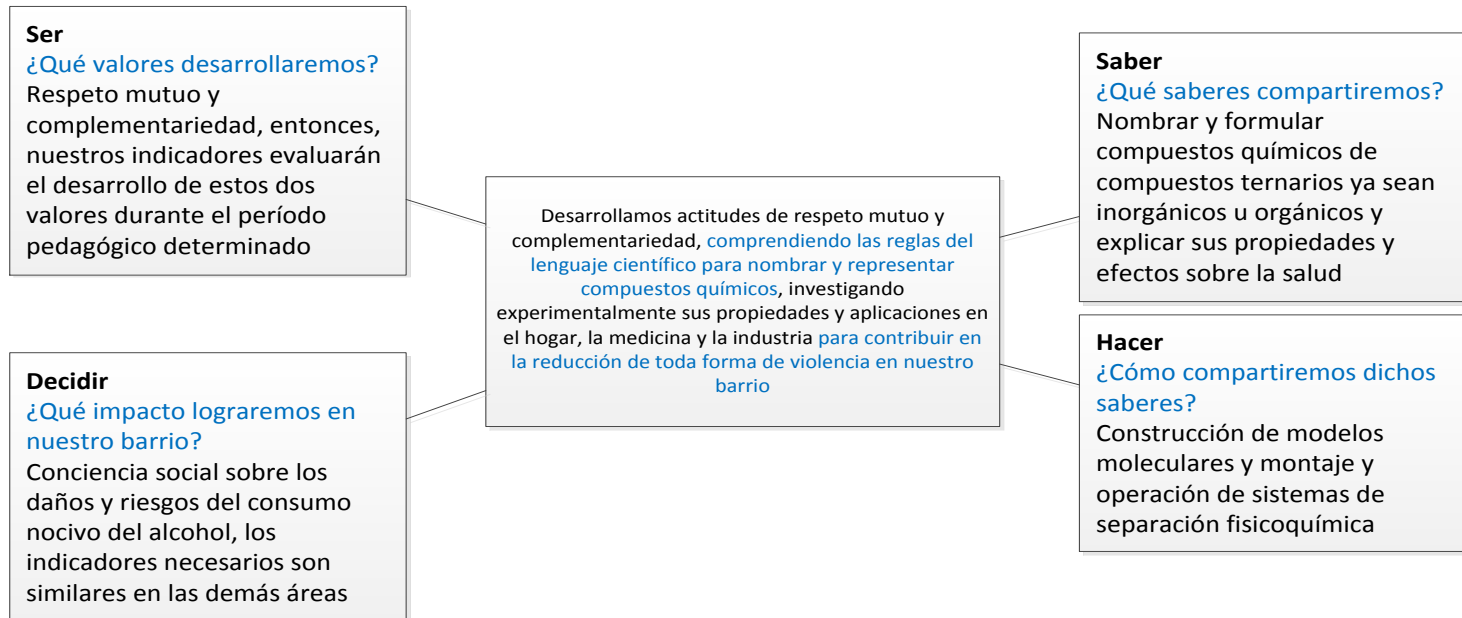 Ser
¿Qué valores desarrollaremos?
Respeto mutuo y
complementariedad, entonces,
nuestros indicadores evaluarán
el desarrollo de estos dos
valores durante el período
pedagógico determinado
Decidir
¿Qué impacto lograremos en
nuestro barrio?
Conciencia social sobre los
daños y riesgos del consumo
nocivo del alcohol, los
indicadores necesarios son
similares en las demás áreas
Desarrollamos actitudes de respeto mutuo y
complementariedad, comprendiendo las reglas del
lenguaje científico para nombrar y representar
compuestos químicos, investigando
experimentalmente sus propiedades y aplicaciones en
el hogar, la medicina y la industria para contribuir en
la reducción de toda forma de violencia en nuestro
barrio
Saber
¿Qué saberes compartiremos?
Nombrar y formular
compuestos químicos de
compuestos ternarios ya sean
inorgánicos u orgánicos y
explicar sus propiedades y
efectos sobre la salud
Hacer
¿Cómo compartiremos dichos
saberes?
Construcción de modelos
moleculares y montaje y
operación de sistemas de
separación fisicoquímica